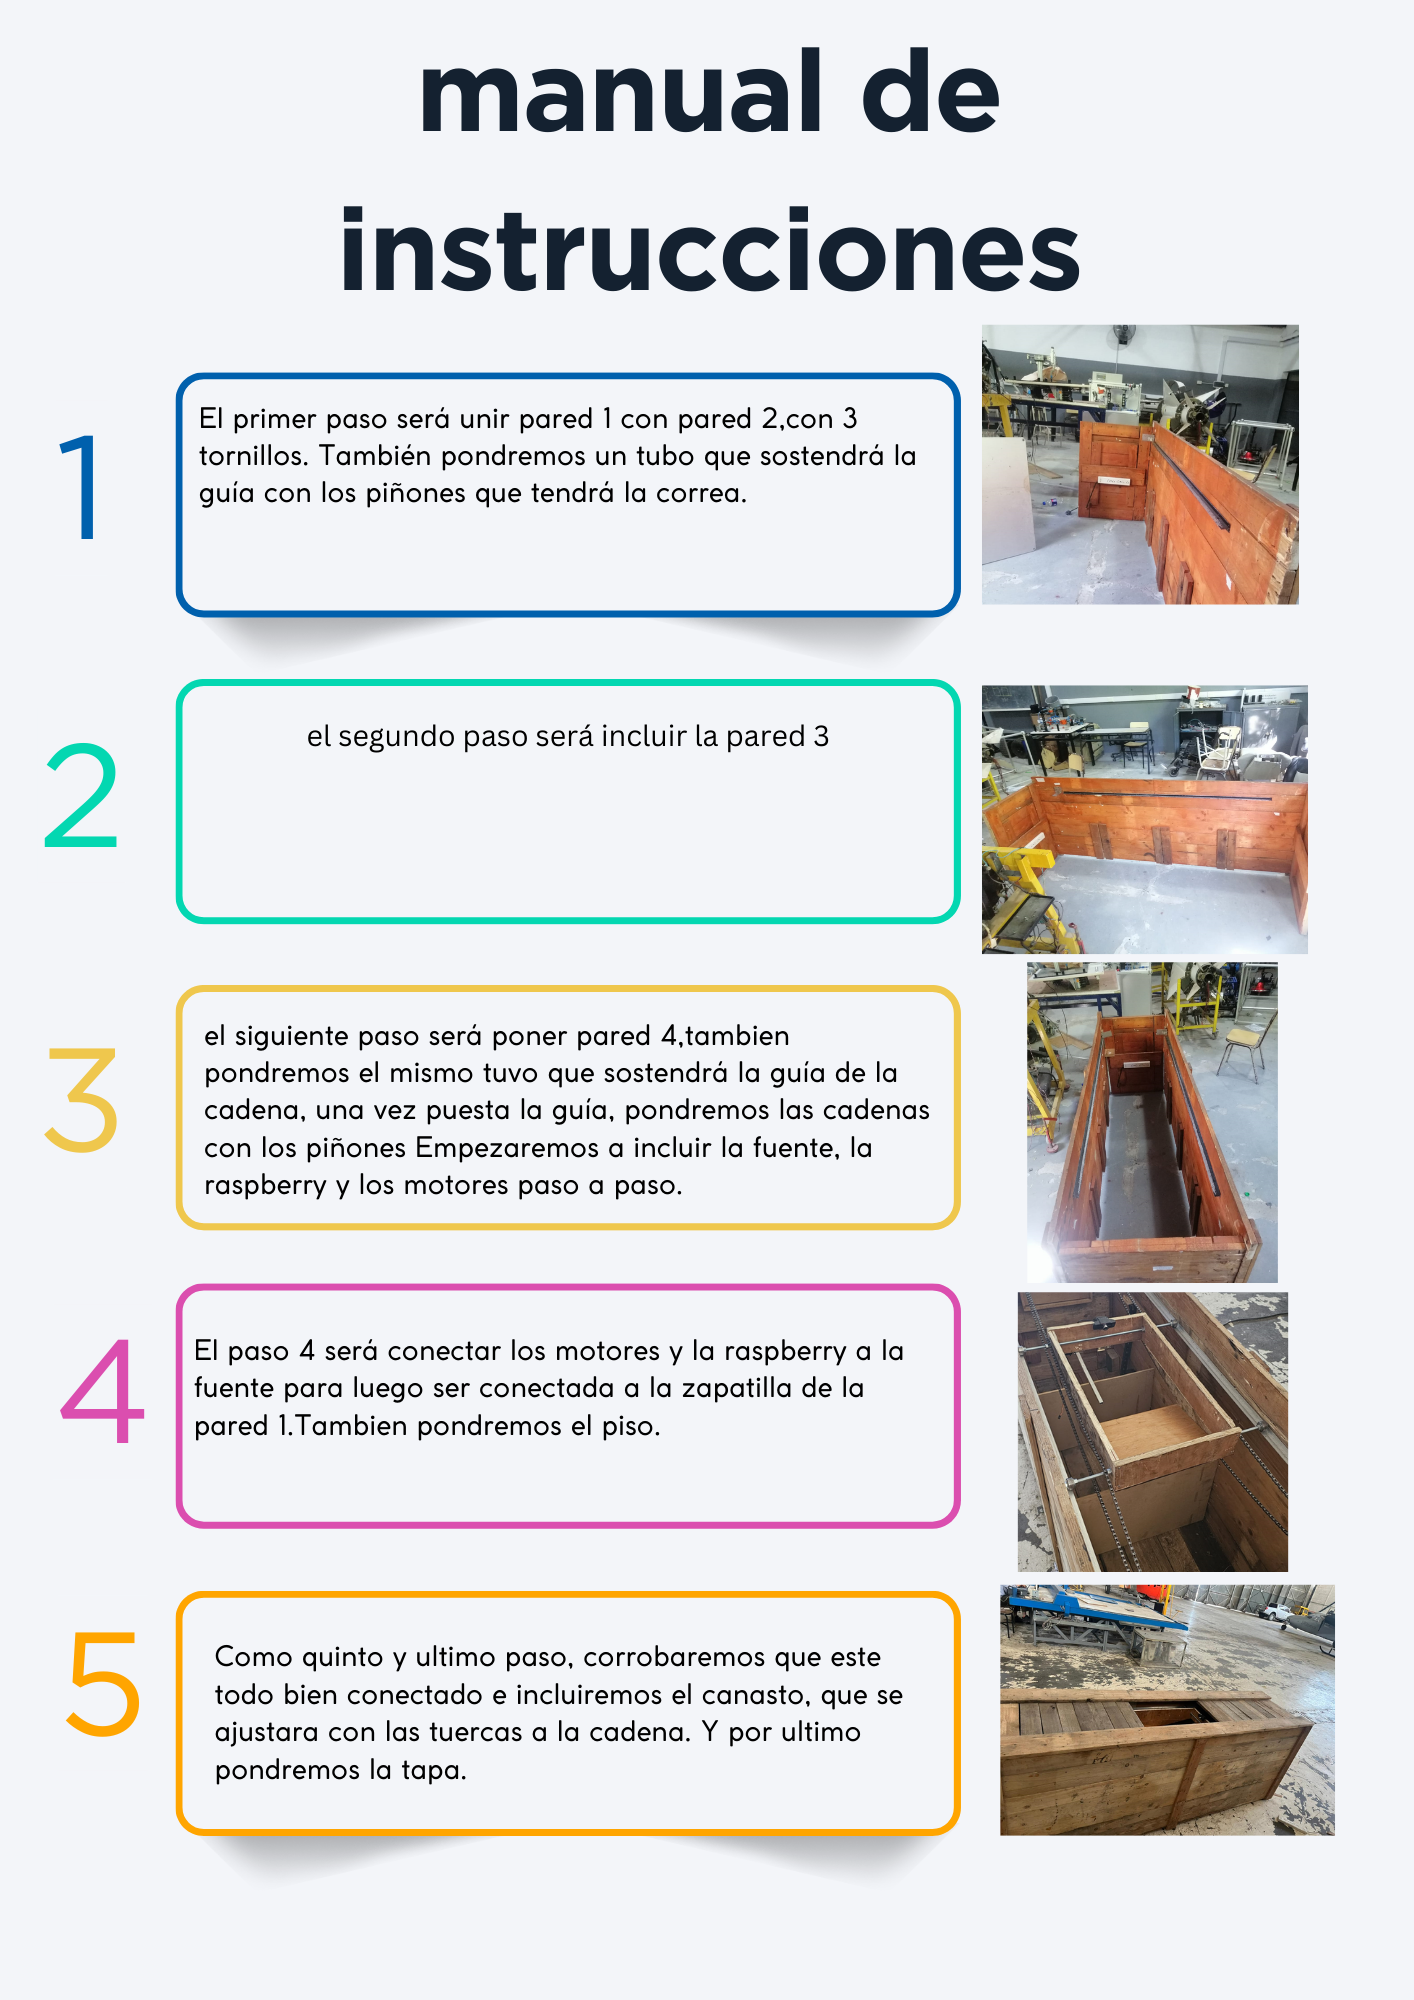 manual de
instrucciones
1
El primer paso será unir pared 1 con pared 2,con 3
tornillos. También pondremos un tubo que sostendrá la
guía con los piñones que tendrá la correa.
2
el segundo paso será incluir la pared 3
3
el siguiente paso será poner pared 4,tambien
pondremos el mismo tuvo que sostendrá la guía de la
cadena, una vez puesta la guía, pondremos las cadenas
con los piñones Empezaremos a incluir la fuente, la
raspberry y los motores paso a paso.
4
El paso 4 será conectar los motores y la raspberry a la
fuente para luego ser conectada a la zapatilla de la
pared 1.Tambien pondremos el piso.
5
Como quinto y ultimo paso, corrobaremos que este
todo bien conectado e incluiremos el canasto, que se
ajustara con las tuercas a la cadena. Y por ultimo
pondremos la tapa.